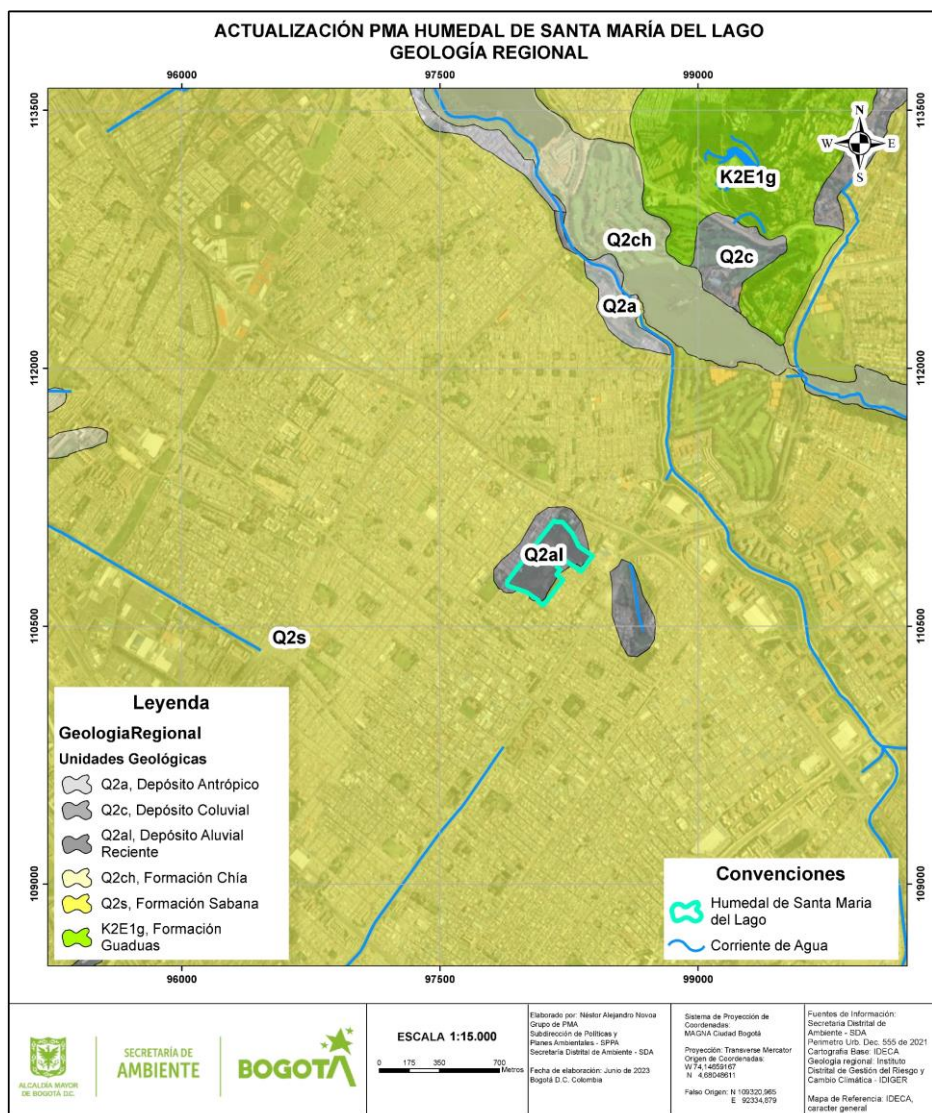 ACTUALIZACIÓN PMA HUMEDAL DE SANTA MARÍA DEL LAGO
GEOLOGÍA REGIONAL
96000
97500
99000
113500
113500
N
W
E
S
K2E1g
Q2ch
Q2c
Q2a
112000
112000
Q2al
110500
110500
Q2s
Leyenda
GeologiaRegional
Unidades Geológicas
Q2a, Depósito Antrópico
Q2c, Depósito Coluvial
Q2al, Depósito Aluvial
Reciente
Q2ch, Formación Chía
Q2s, Formación Sabana
K2E1g, Formación
Guaduas
109000
109000
Convenciones
Humedal de Santa Maria
del Lago
Corriente de Agua
96000
97500
99000
ALCALDÍA MAYOR
DE BOGOTÁ D.C.
SECRETARÍA DE
AMBIENTE
BOGOTÁ
ESCALA 1:15.000
0
175
350
700
Metros
Elaborado por: Néstor Alejandro Novoa
Grupo de PMA
Subdirección de Políticas y
Planes Ambientales - SPPA
Secretaría Distrital de Ambiente - SDA
Fecha de elaboración: Junio de 2023
Bogotá D.C. Colombia
Sistema de Proyección de
Coordenadas:
MAGNA Ciudad Bogotá
Proyección: Transverse Mercator
Origen de Coordenadas:
W 74,14659167
N 4,68048611
Falso Origen: N 109320,965
E 92334,879
Fuentes de Información:
Secretaria Distrital de
Ambiente - SDA
Perimetro Urb. Dec. 555 de 2021
Cartografia Base: IDECA
Geología regional: Instituto
Distrital de Gestión del Riesgo y
Cambio Climática - IDIGER
Mapa de Referencia: IDECA,
caracter general